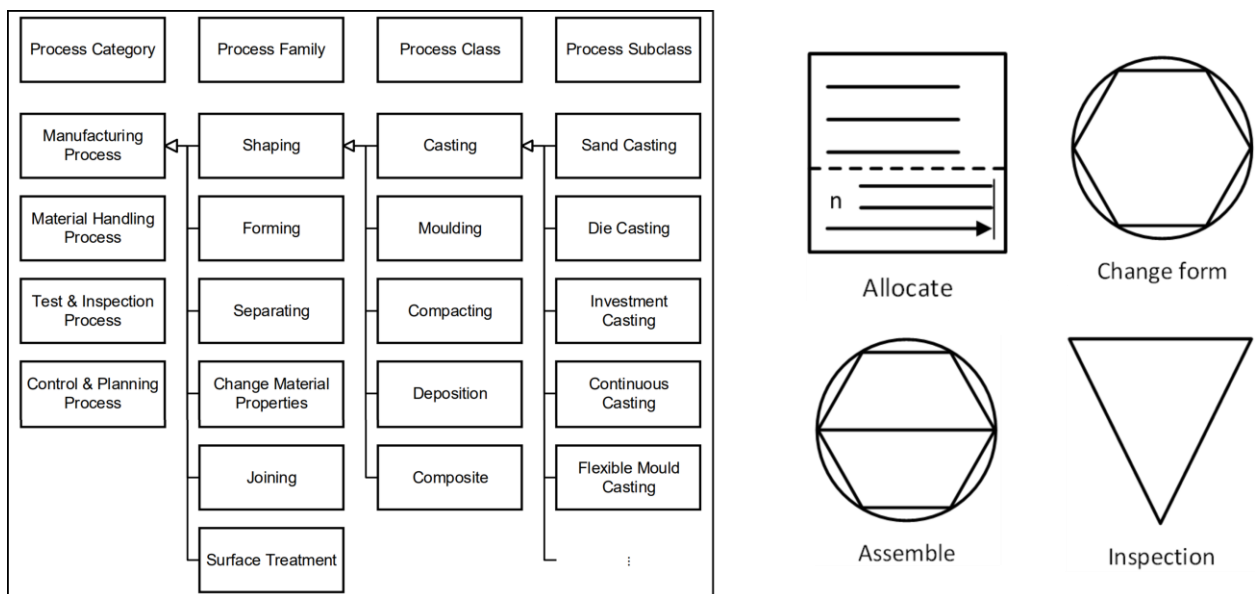 Process Category
Process Family
Process Class
Process Subclass
Manufacturing
Process
Shaping
Casting
Sand Casting
Material Handling
Process
Forming
Moulding
Die Casting
Test & Inspection
Process
Separating
Compacting
Investment
Casting
Control & Planning
Process
Change Material
Properties
Deposition
Continuous
Casting
Joining
Composite
Flexible Mould
Casting
Surface Treatment
⋮
n
Allocate
Change form
Assemble
Inspection